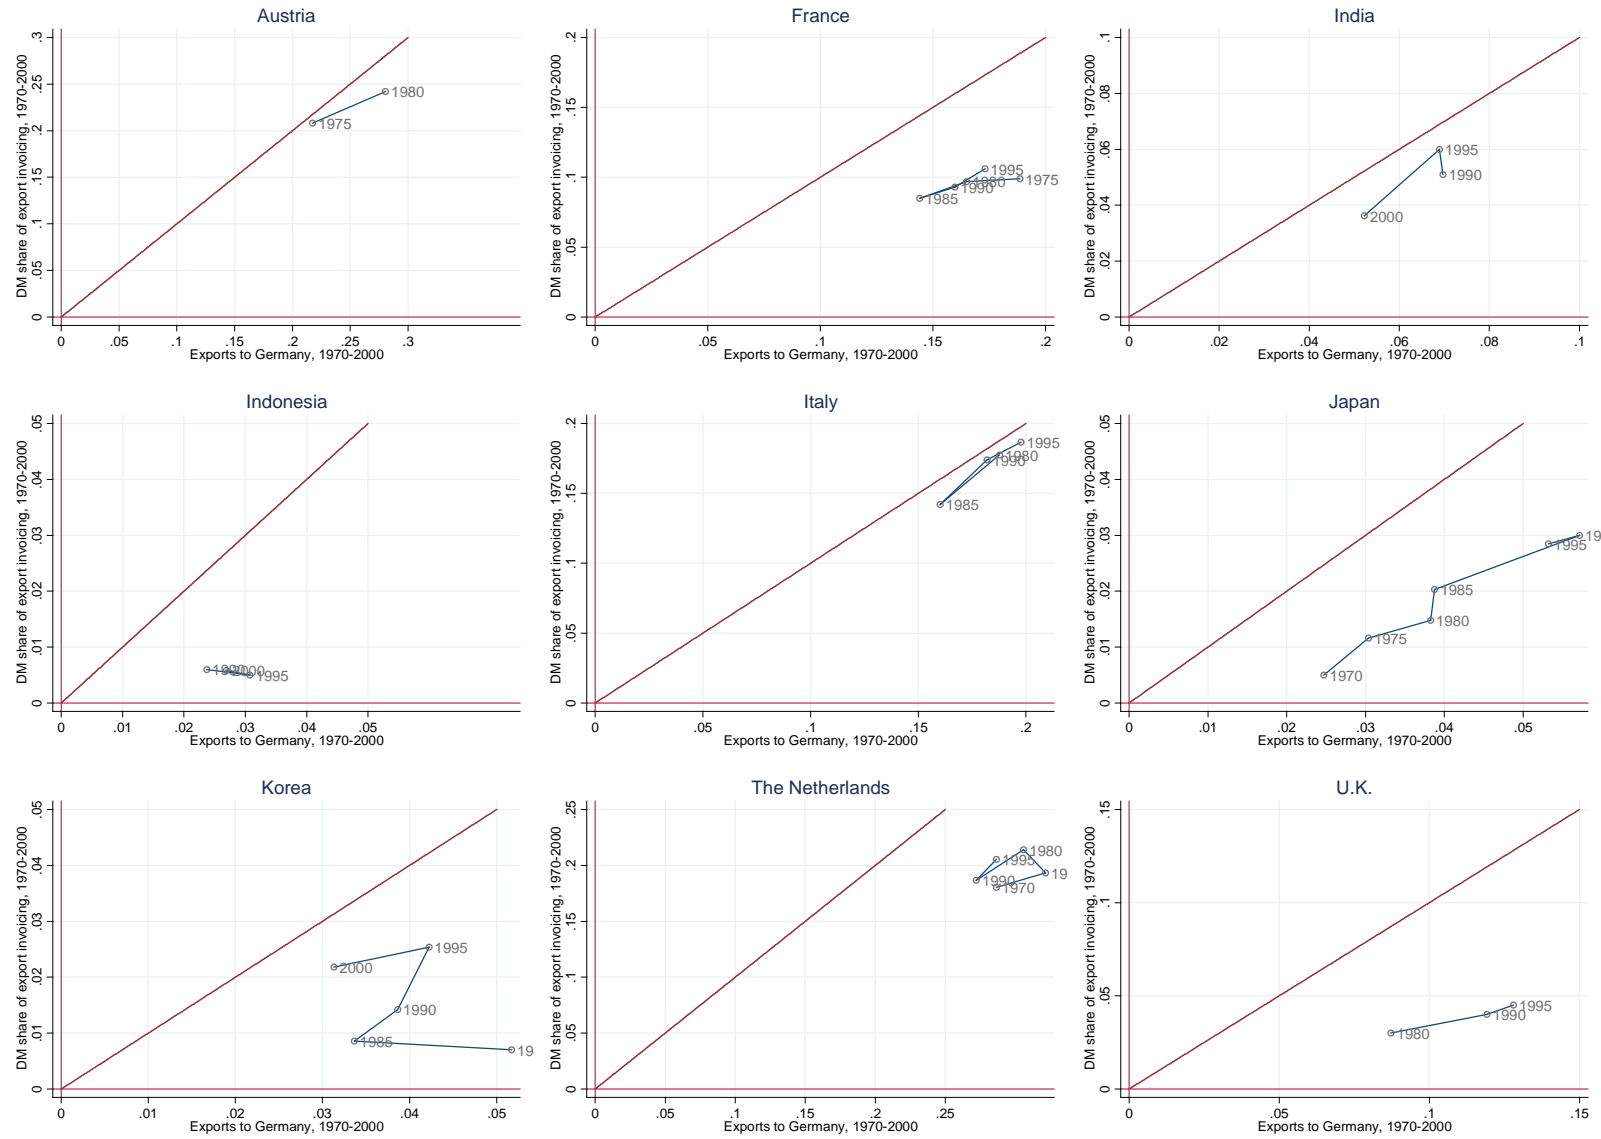 Austria
DM share of export invoicing, 1970-2000
.3
.25
.2
.15
.1
.05
0
1980
1975
0 .05 .1 .15 .2 .25 .3
Exports to Germany, 1970-2000
France
DM share of export invoicing, 1970-2000
.2
.15
.1
.05
0
1995
1980
1975
1990
1985
0 .05 .1 .15 .2
Exports to Germany, 1970-2000
India
DM share of export invoicing, 1970-2000
.1
.08
.06
.04
.02
0
1995
1990
2000
0 .02 .04 .06 .08 .1
Exports to Germany, 1970-2000
Indonesia
DM share of export invoicing, 1970-2000
.05
.04
.03
.02
.01
0
1990
2000
1995
0 .01 .02 .03 .04 .05
Exports to Germany, 1970-2000
Italy
DM share of export invoicing, 1970-2000
.2
.15
.1
.05
0
1995
1980
1990
1985
0 .05 .1 .15 .2
Exports to Germany, 1970-2000
Japan
DM share of export invoicing, 1970-2000
.05
.04
.03
.02
.01
0
19
1995
1985
1980
1975
1970
0 .01 .02 .03 .04 .05
Exports to Germany, 1970-2000
Korea
DM share of export invoicing, 1970-2000
.05
.04
.03
.02
.01
0
1995
2000
1990
1985
19
0 .01 .02 .03 .04 .05
Exports to Germany, 1970-2000
The Netherlands
DM share of export invoicing, 1970-2000
.25
.2
.15
.1
.05
0
1980
1995
19
1990
1970
0 .05 .1 .15 .2 .25
Exports to Germany, 1970-2000
U.K.
DM share of export invoicing, 1970-2000
.15
.1
.05
0
1995
1990
1980
0 .05 .1 .15
Exports to Germany, 1970-2000